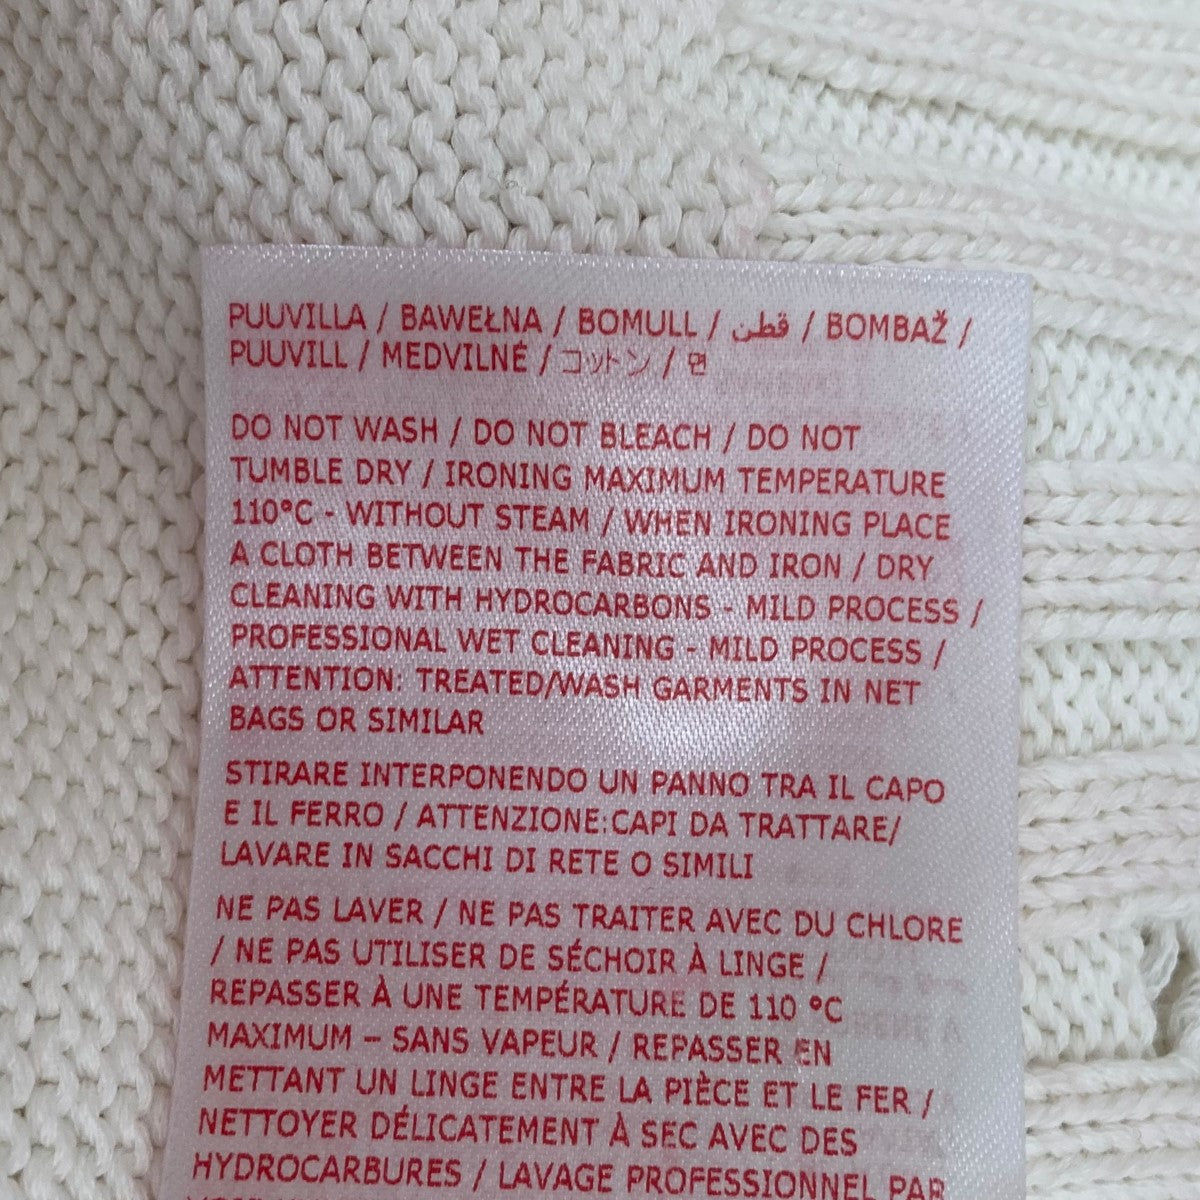 PUUVILLA / BAWEŁNA / BOMULL / قطن / BOMBAŽ /
PUUVILL / MEDVILNĖ / コットン / 면
DO NOT WASH / DO NOT BLEACH / DO NOT
TUMBLE DRY / IRONING MAXIMUM TEMPERATURE
110°C - WITHOUT STEAM / WHEN IRONING PLACE
A CLOTH BETWEEN THE FABRIC AND IRON / DRY
CLEANING WITH HYDROCARBONS - MILD PROCESS /
PROFESSIONAL WET CLEANING - MILD PROCESS /
ATTENTION: TREATED/WASH GARMENTS IN NET
BAGS OR SIMILAR
STIRARE INTERPONENDO UN PANNO TRA IL CAPO
E IL FERRO / ATTENZIONE:CAPI DA TRATTARE/
LAVARE IN SACCHI DI RETE O SIMILI
NE PAS LAVER / NE PAS TRAITER AVEC DU CHLORE
/ NE PAS UTILISER DE SÉCHOIR À LINGE /
REPASSER À UNE TEMPÉRATURE DE 110 °C
MAXIMUM – SANS VAPEUR / REPASSER EN
METTANT UN LINGE ENTRE LA PIÈCE ET LE FER /
NETTOYER DÉLICATEMENT À SEC AVEC DES
HYDROCARBURES / LAVAGE PROFESSIONNEL PAR